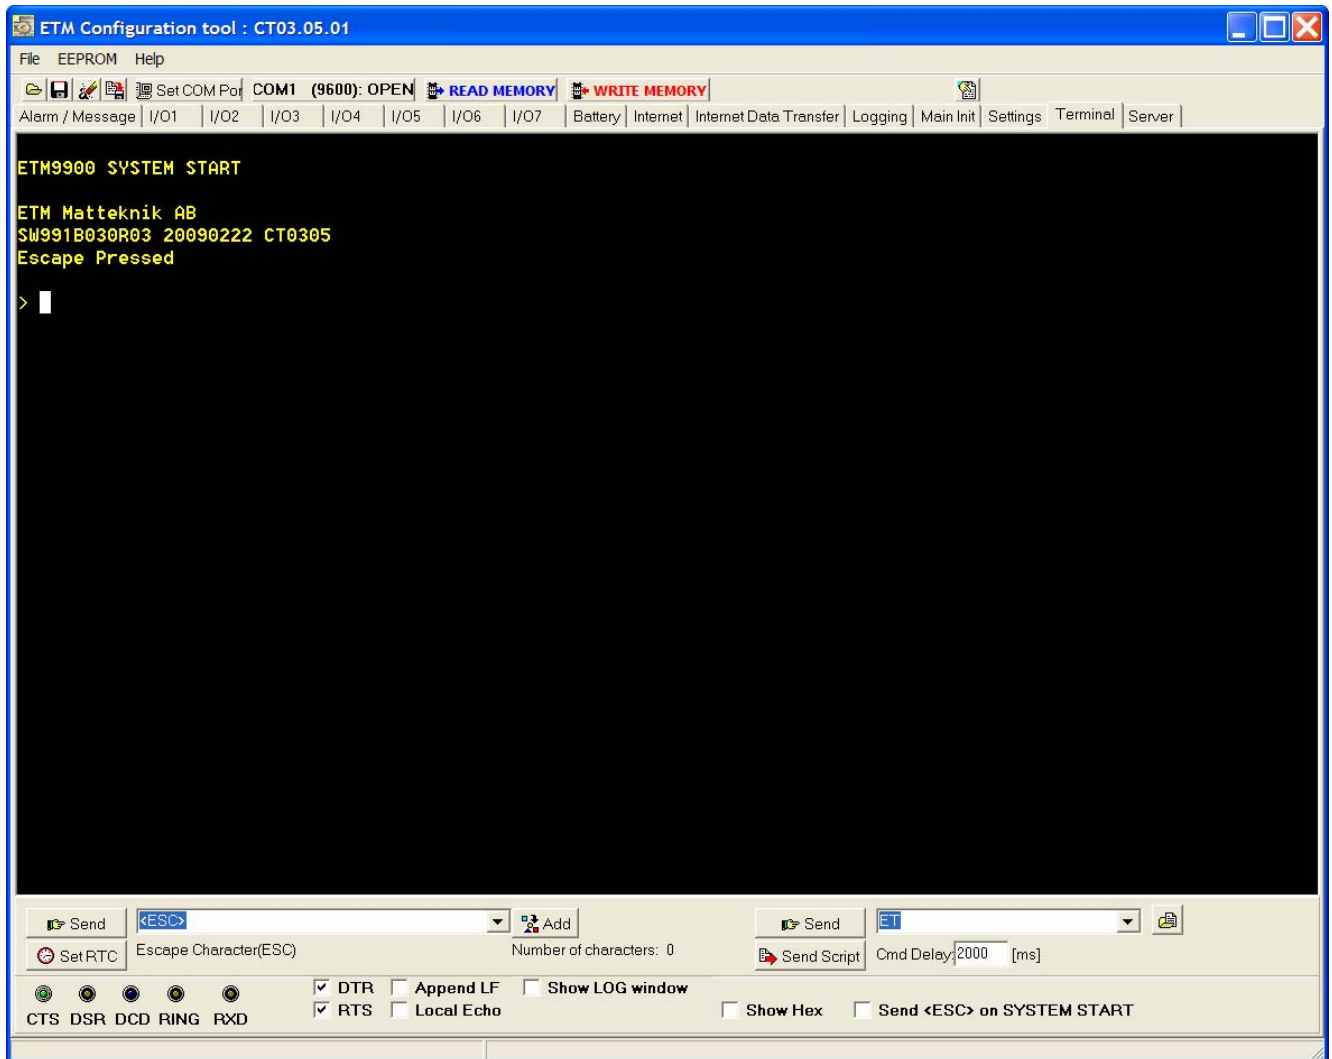 ETM Configuration tool : CT03.05.01
File EEPROM Help
Set COM Por COM1 (9600): OPEN READ MEMORY WRITE MEMORY
Alarm / Message I/O1 I/O2 I/O3 I/O4 I/O5 I/O6 I/O7 Battery Internet Internet Data Transfer Logging Main Init Settings Terminal Server
ETM9900 SYSTEM START
ETM Matteknik AB
SW991B030R03 20090222 CT0305
Escape Pressed
>
Send <ESC> Add Send ET
Set RTC Escape Character(ESC) Number of characters: 0 Send Script Cmd Delay: 2000 [ms]
DTR Append LF Show LOG window
RTS Local Echo Show Hex Send <ESC> on SYSTEM START
CTS DSR DCD RING RXD